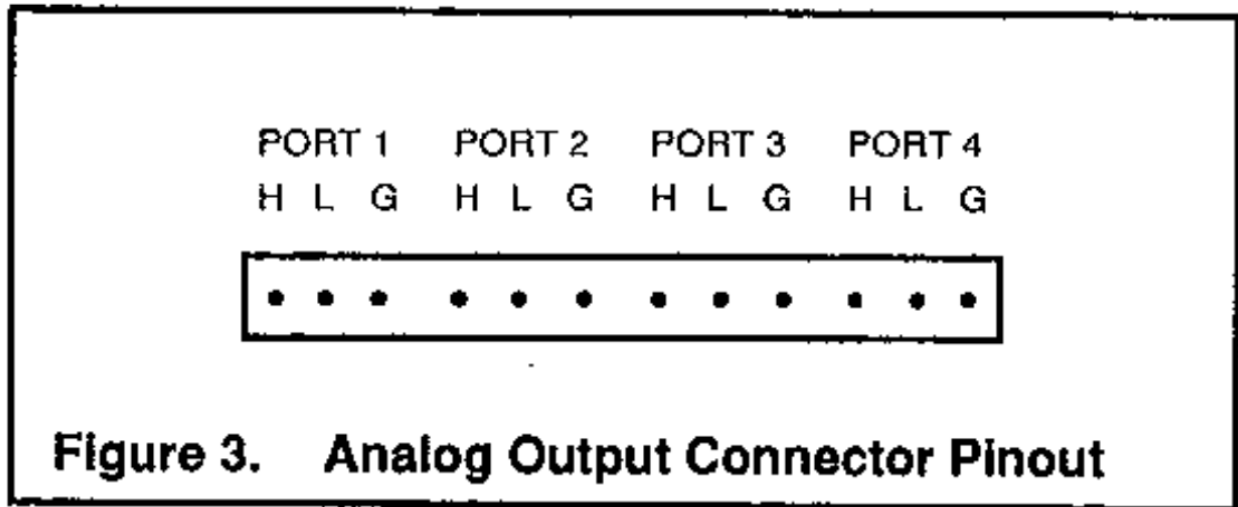 PORT 1 PORT 2 PORT 3 PORT 4
H L G H L G H L G H L G
Figure 3. Analog Output Connector Pinout